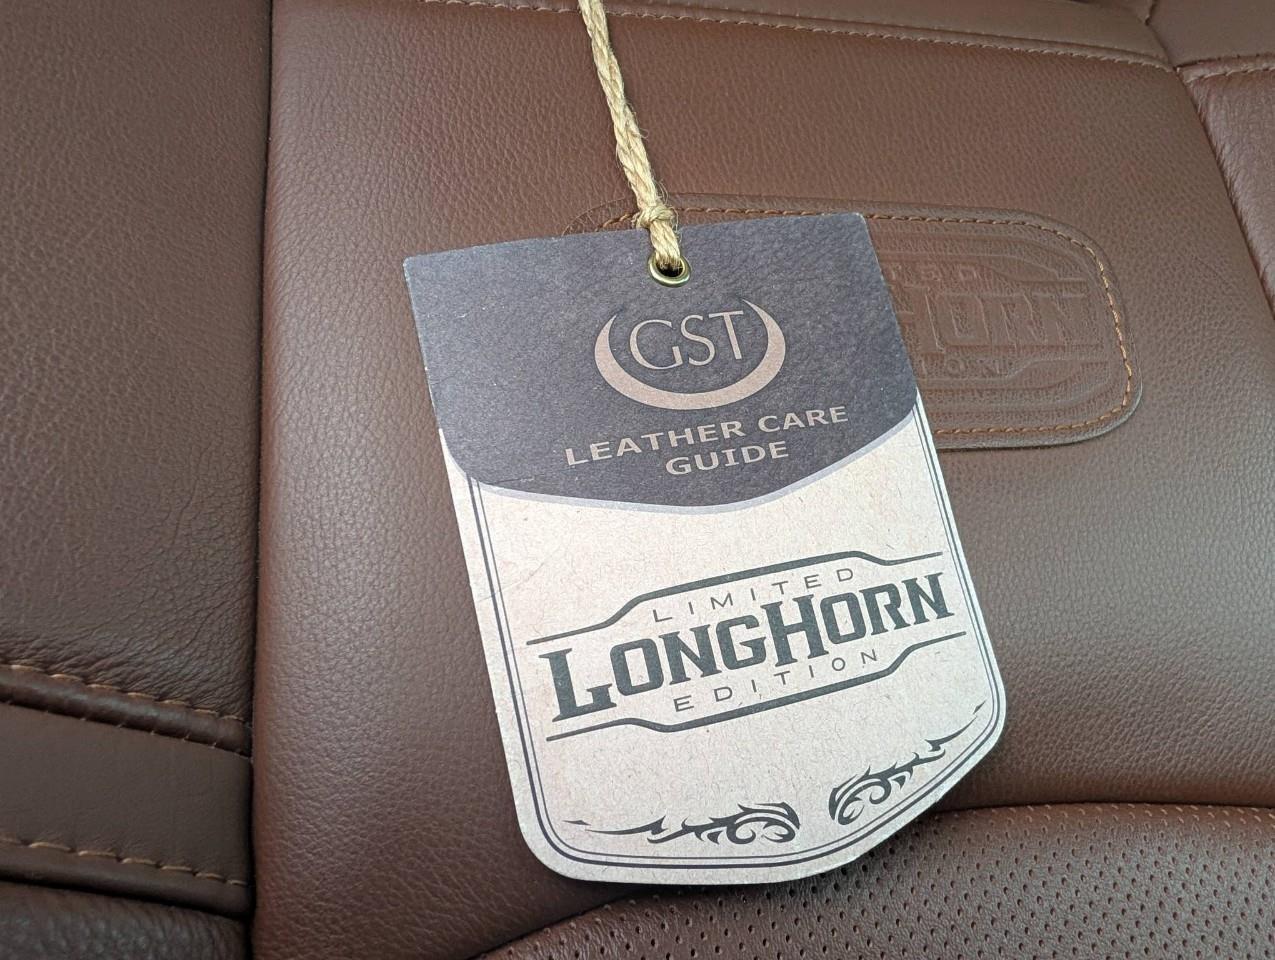 GST
LEATHER CARE
GUIDE
LIMITED
LONGHORN
EDITION